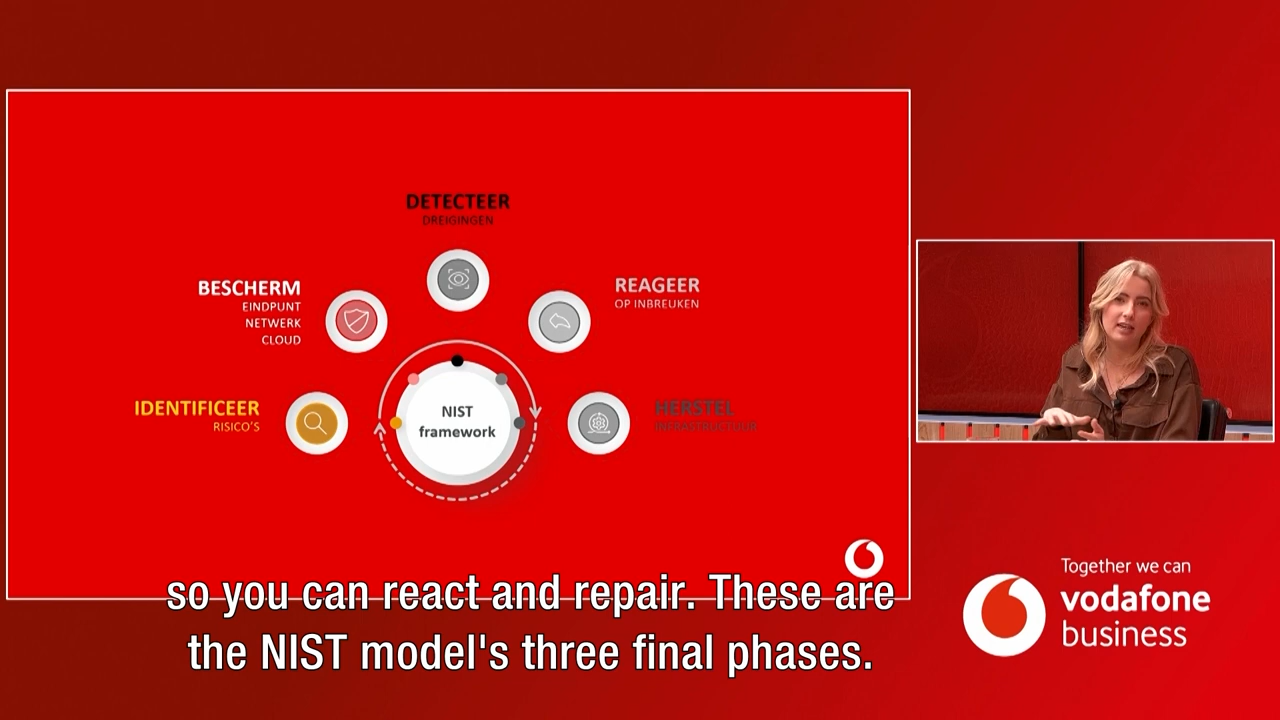 DETECTEER
DREIGINGEN
BESCHERM
EINDPUNT
NETWERK
CLOUD
REAGEER
OP INBREUKEN
IDENTIFICEER
RISICO'S
NIST
framework
HERSTEL
INFRASTRUCTUUR
Together we can
vodafone
business
so you can react and repair. These are
the NIST model's three final phases.